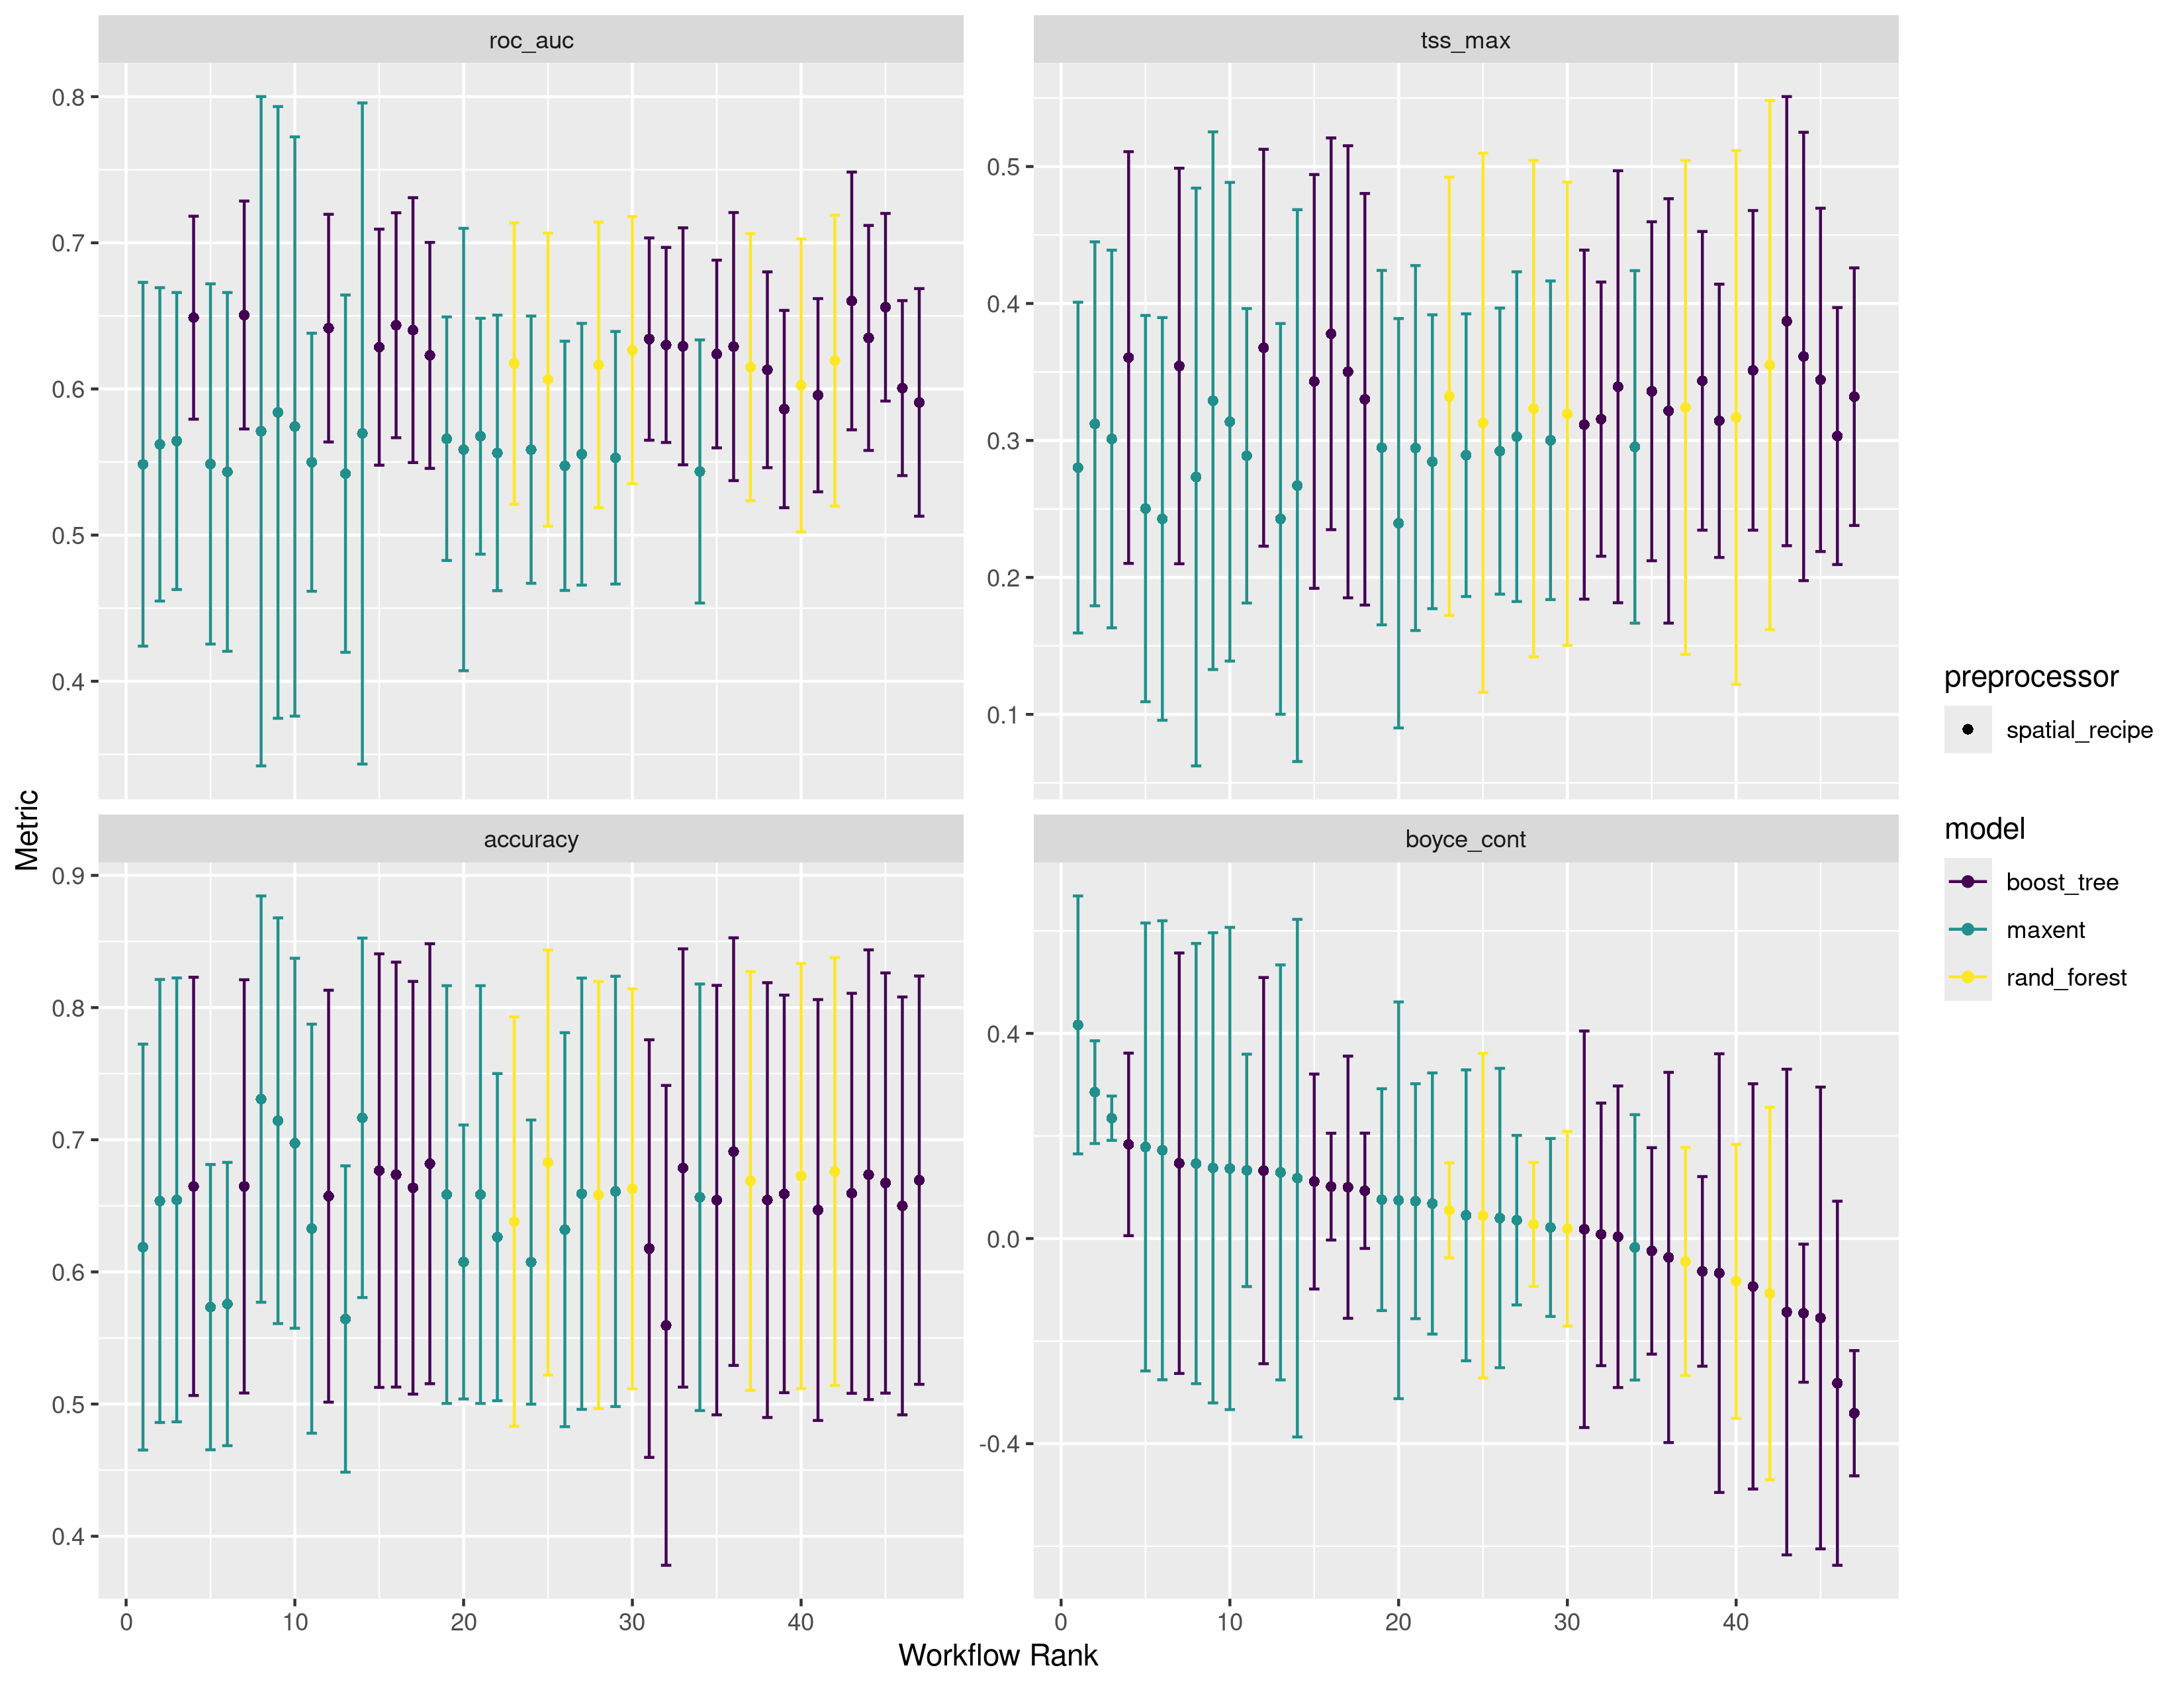 roc_auc
tss_max
0.8
0.7
0.6
0.5
0.4
0.5
0.4
0.3
0.2
0.1
accuracy
boyce_cont
0.9
0.8
0.7
0.6
0.5
0.4
0.4
0.0
-0.4
0 10 20 30 40
0 10 20 30 40
Workflow Rank
Metric
preprocessor
spatial_recipe
model
boost_tree
maxent
rand_forest